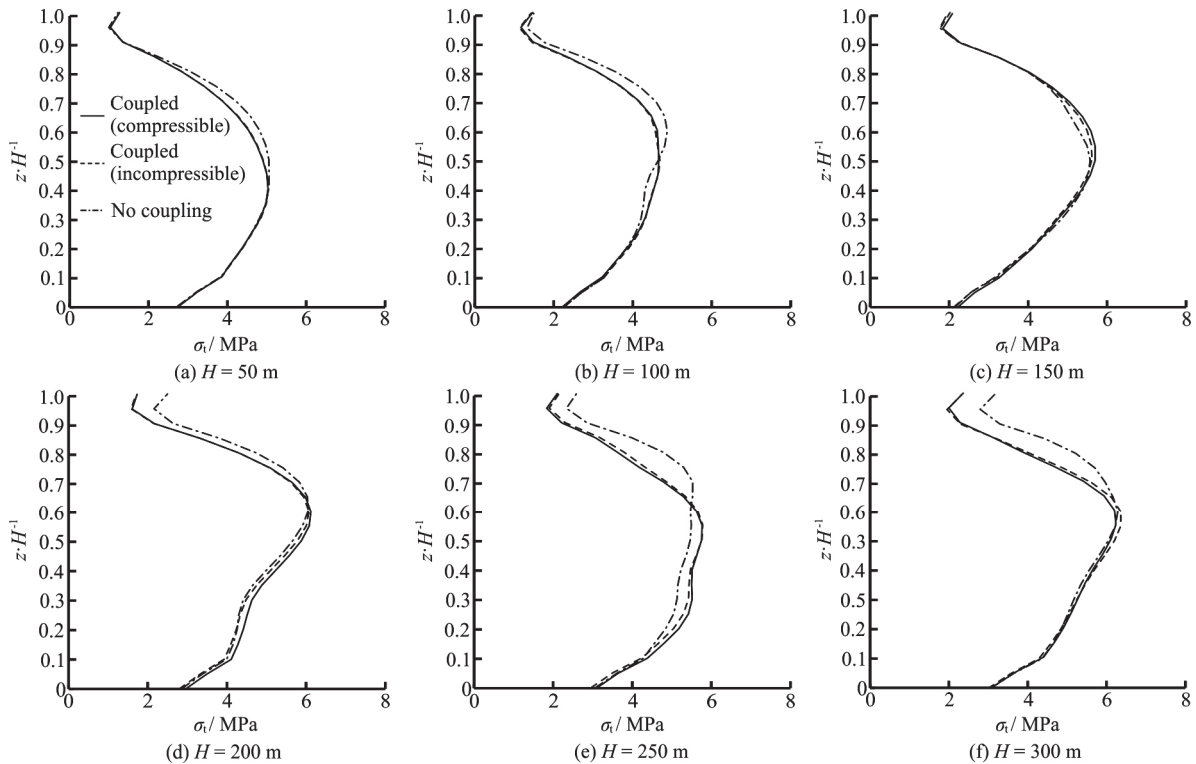 1.0
0.9
0.8
0.7
0.6
0.5
0.4
0.3
0.2
0.1
0
z·H⁻¹
Coupled
(compressible)
Coupled
(incompressible)
No coupling
0 2 4 6 8
σt / MPa
(a) H = 50 m
1.0
0.9
0.8
0.7
0.6
0.5
0.4
0.3
0.2
0.1
0
z·H⁻¹
0 2 4 6 8
σt / MPa
(b) H = 100 m
1.0
0.9
0.8
0.7
0.6
0.5
0.4
0.3
0.2
0.1
0
z·H⁻¹
0 2 4 6 8
σt / MPa
(c) H = 150 m
1.0
0.9
0.8
0.7
0.6
0.5
0.4
0.3
0.2
0.1
0
z·H⁻¹
0 2 4 6 8
σt / MPa
(d) H = 200 m
1.0
0.9
0.8
0.7
0.6
0.5
0.4
0.3
0.2
0.1
0
z·H⁻¹
0 2 4 6 8
σt / MPa
(e) H = 250 m
1.0
0.9
0.8
0.7
0.6
0.5
0.4
0.5
0.2
0.1
0
z·H⁻¹
0 2 4 6 8
σt / MPa
(f) H = 300 m